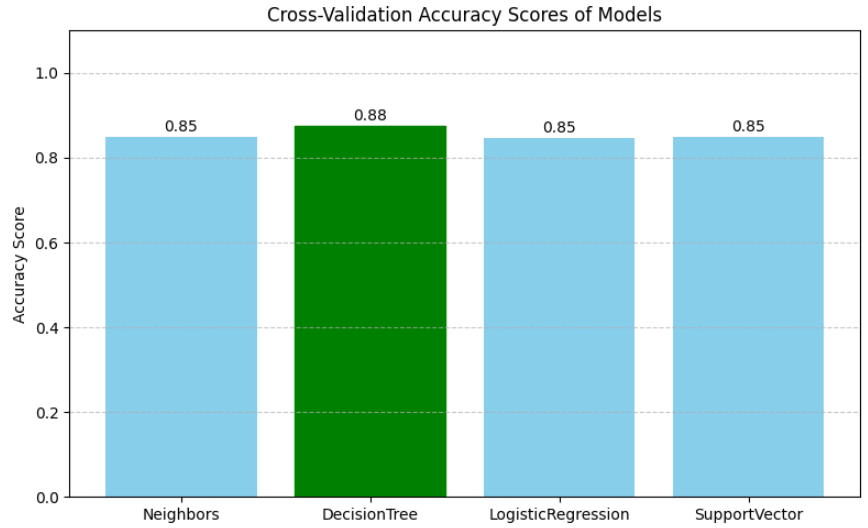 Cross-Validation Accuracy Scores of Models
Accuracy Score
1.0
0.8
0.6
0.4
0.2
0.0
0.85
0.88
0.85
0.85
Neighbors
DecisionTree
LogisticRegression
SupportVector